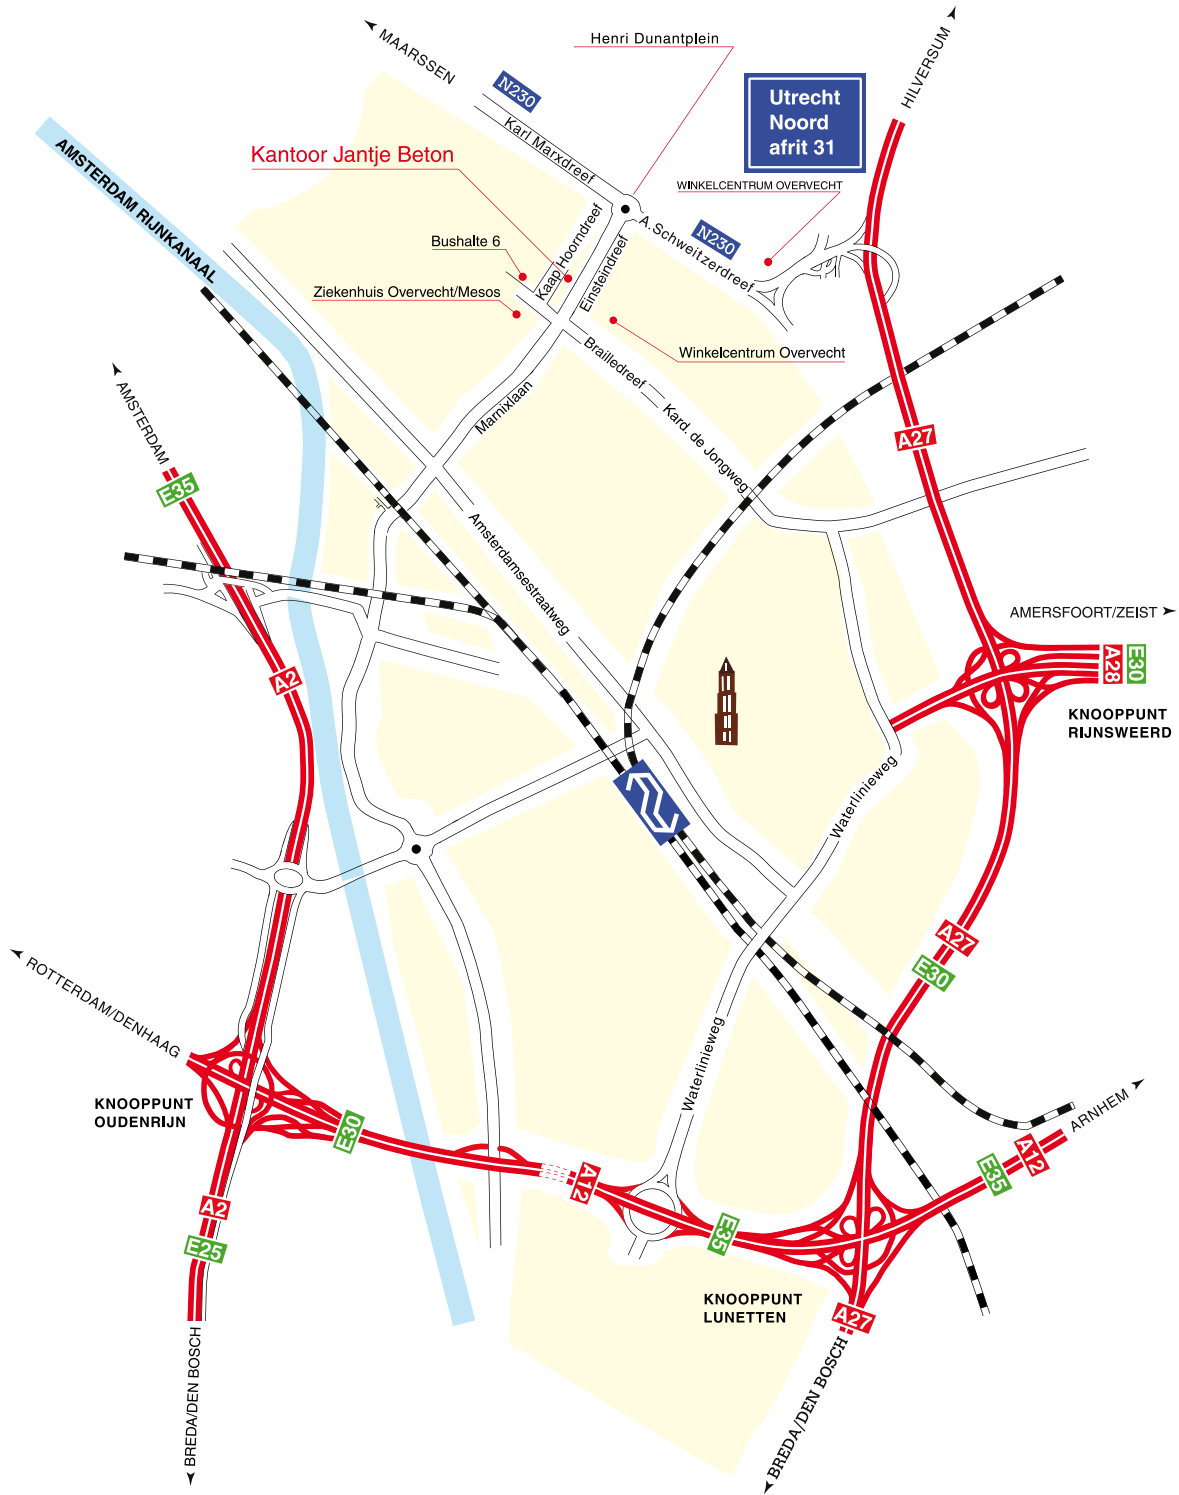 HILVERSUM
MAARSSEN
Henri Dunantplein
N230
Utrecht
Noord
afrit 31
Karl Marxdreef
AMSTERDAM RIJNKANAAL
Kantoor Jantje Beton
WINKELCENTRUM OVERVECHT
A. Schweitzerdreef
N230
Bushalte 6
Kaap Hoorndreef
Einsteindreef
Ziekenhuis Overvecht/Mesos
Winkelcentrum Overvecht
Brailledreef
Marnixlaan
AMSTERDAM
Kard. de Jongweg
A27
E35
Amsterdamsestraatweg
AMERSFOORT/ZEIST
A28
E30
A2
KNOOPPUNT
RIJNSWEERD
Waterlinieweg
A27
E30
ROTTERDAM/DENHAAG
Waterlinieweg
KNOOPPUNT
OUDENRIJN
E30
ARNHEM
A12
E35
A12
A2
E35
E25
KNOOPPUNT
LUNETTEN
A27
BREDA/DEN BOSCH
BREDA/DEN BOSCH